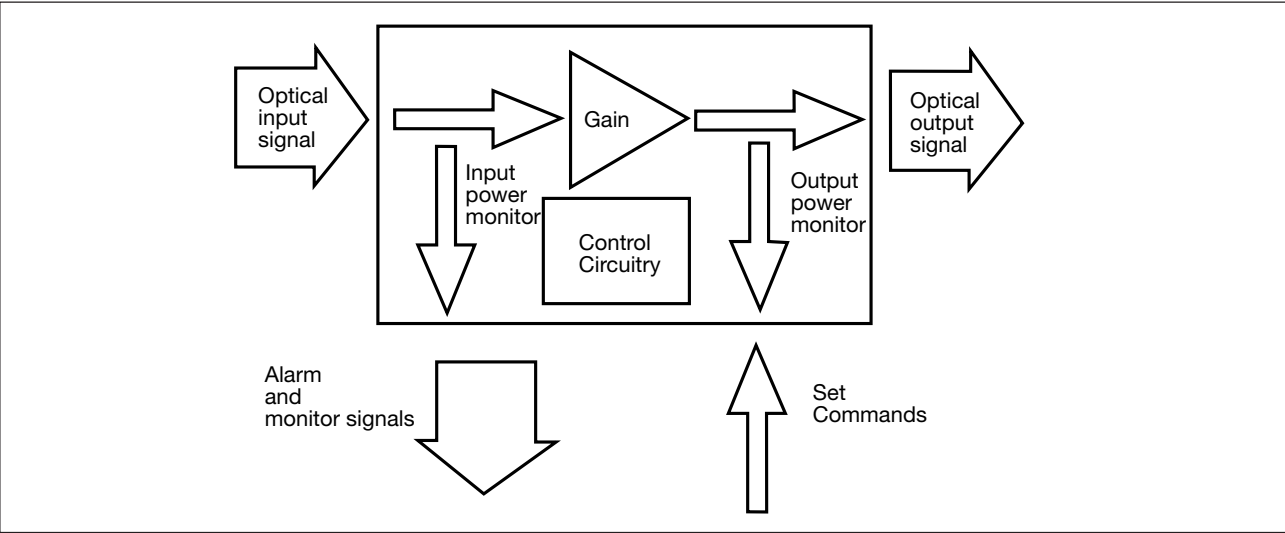 Optical
input
signal
Gain
Optical
output
signal
Input
power
monitor
Output
power
monitor
Control
Circuitry
Alarm
and
monitor signals
Set
Commands